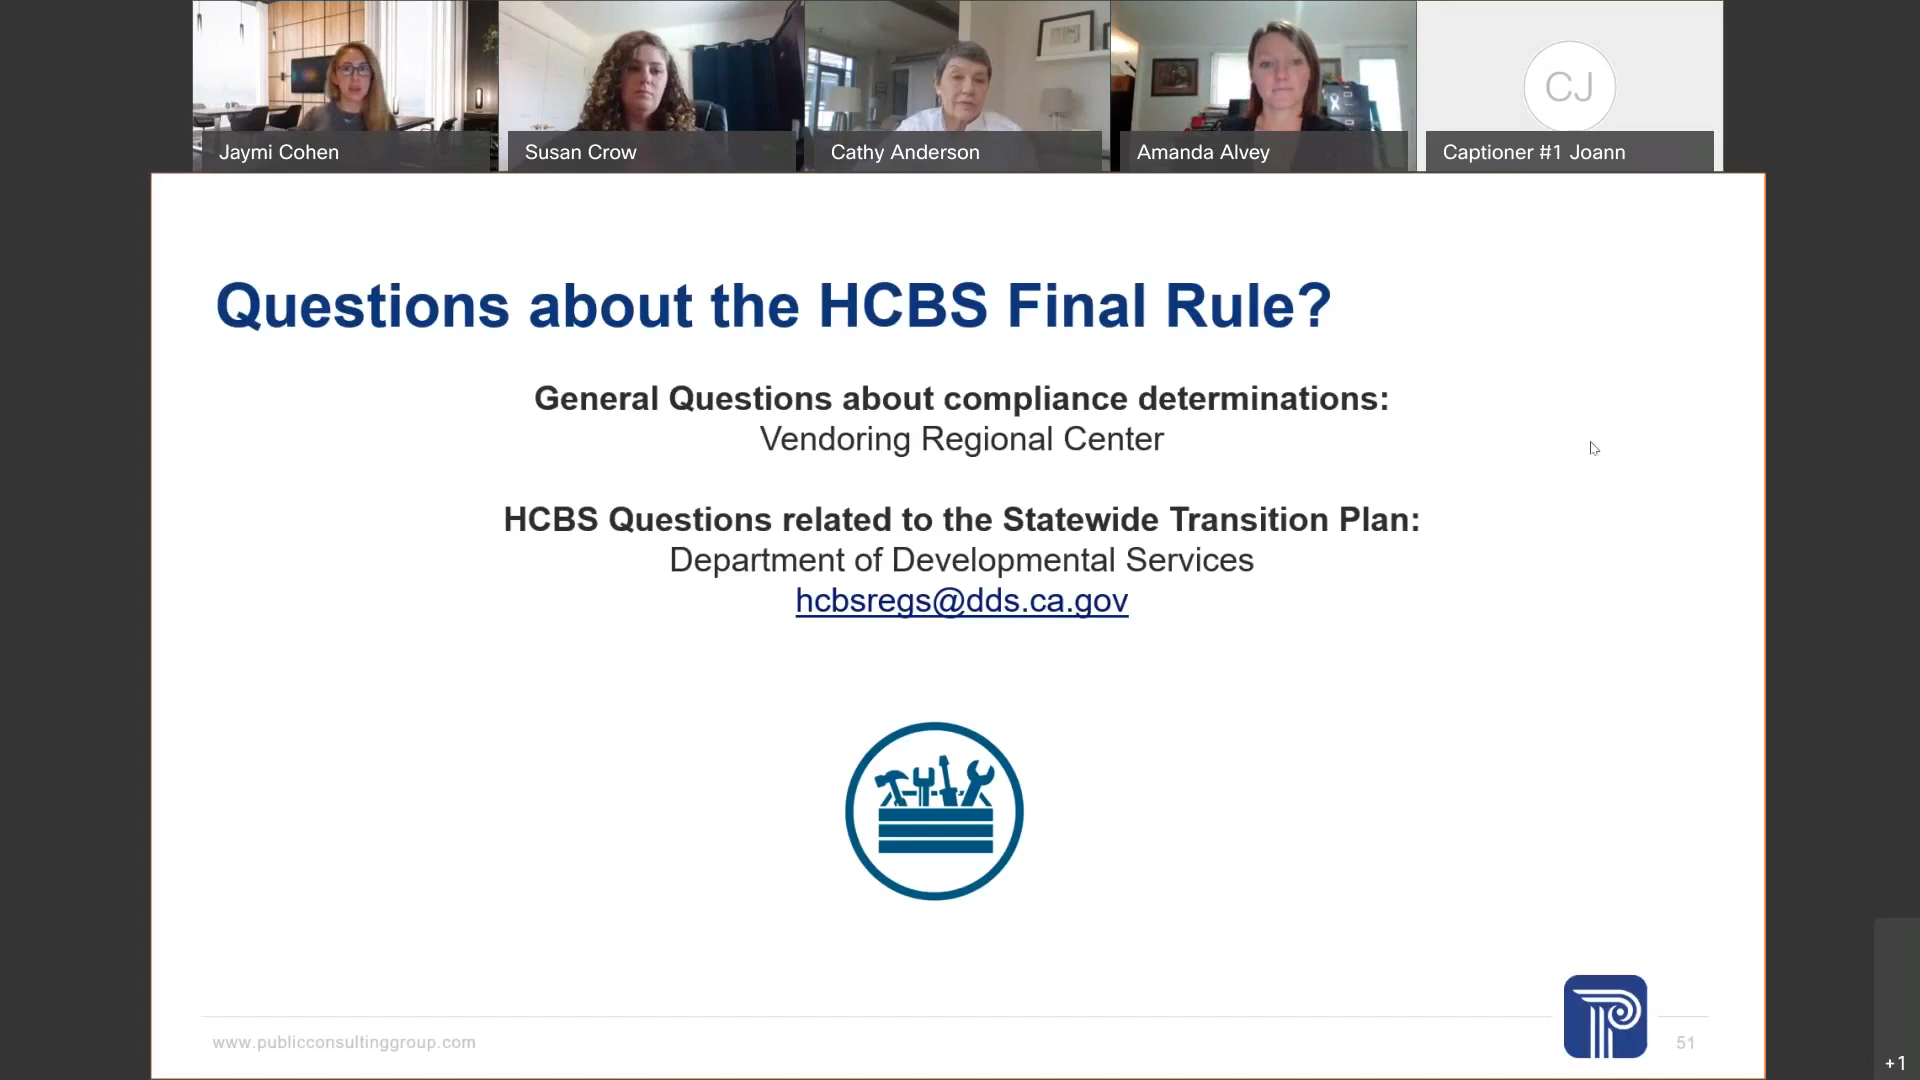 Jaymi Cohen
Susan Crow
Cathy Anderson
Amanda Alvey
CJ
Captioner #1 Joann
Questions about the HCBS Final Rule?
General Questions about compliance determinations:
Vendoring Regional Center
HCBS Questions related to the Statewide Transition Plan:
Department of Developmental Services
hcbsregs@dds.ca.gov
www.publicconsultinggroup.com
51
+1